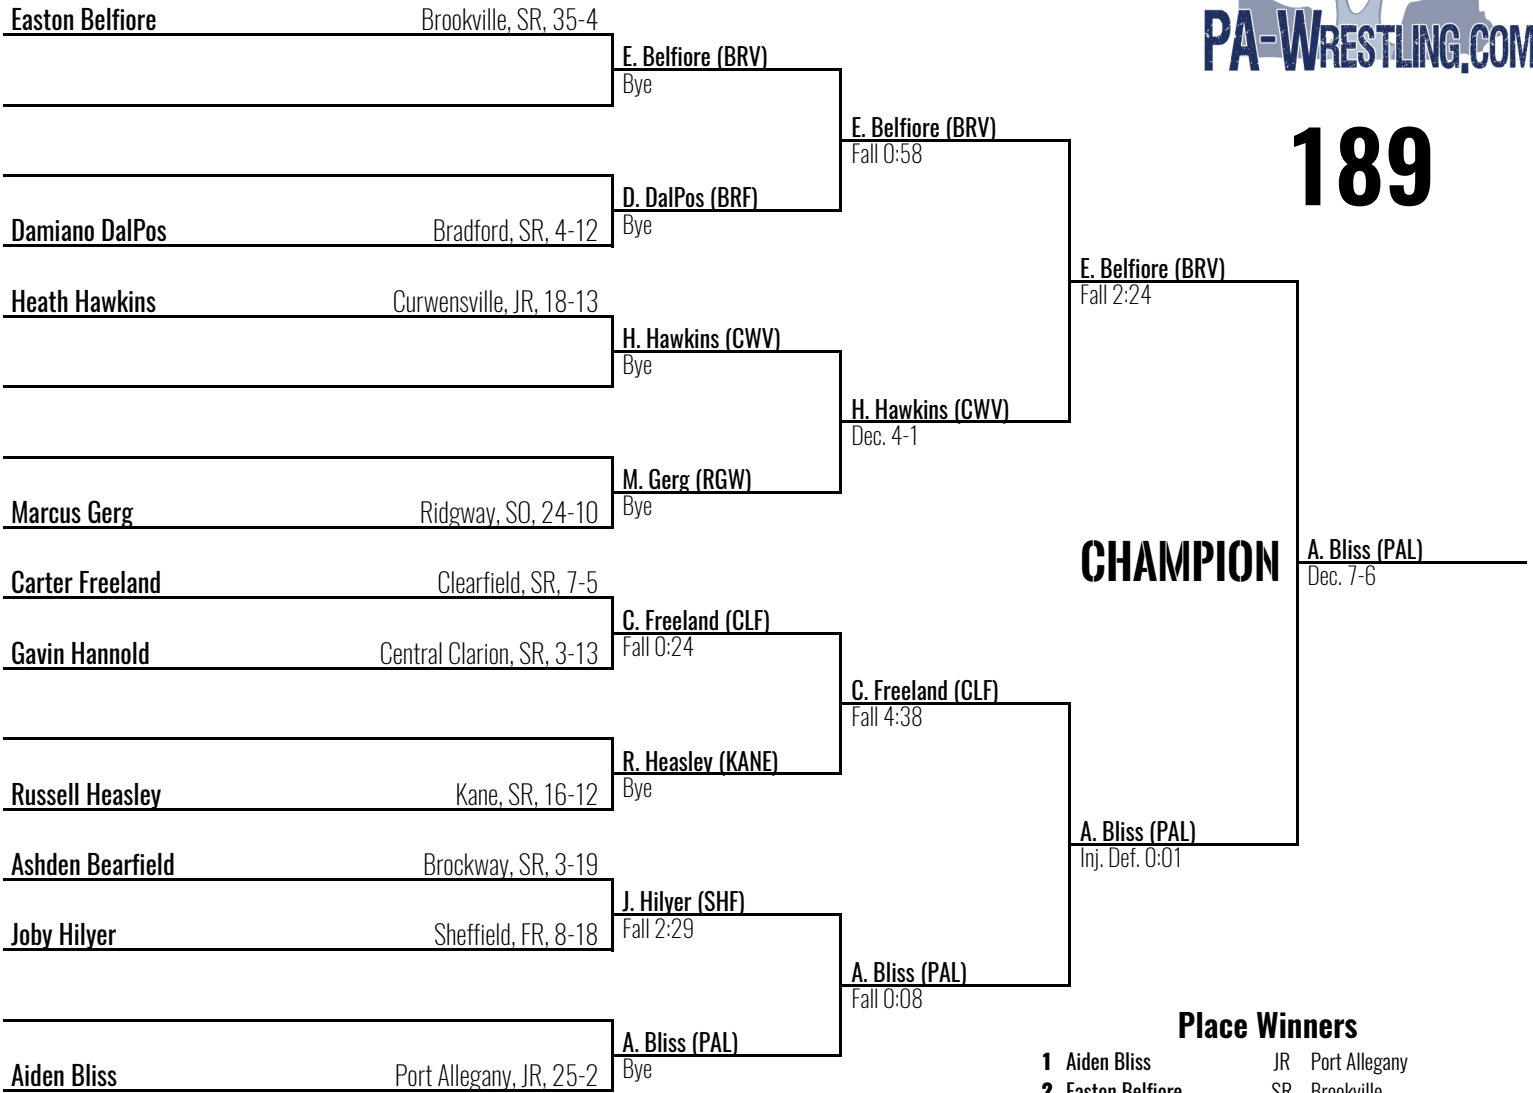 PA-WRESTLING.COM
189
Easton Belfiore Brookville, SR, 35-4
E. Belfiore (BRV)
Bye
E. Belfiore (BRV)
Fall 0:58
D. DalPos (BRF)
Bye
Damiano DalPos Bradford, SR, 4-12
E. Belfiore (BRV)
Fall 2:24
Heath Hawkins Curwensville, JR, 18-13
H. Hawkins (CWV)
Bye
H. Hawkins (CWV)
Dec. 4-1
M. Gerg (RGW)
Bye
Marcus Gerg Ridgway, SO, 24-10
CHAMPION
A. Bliss (PAL)
Dec. 7-6
Carter Freeland Clearfield, SR, 7-5
C. Freeland (CLF)
Fall 0:24
Gavin Hannold Central Clarion, SR, 3-13
C. Freeland (CLF)
Fall 4:38
R. Heasley (KANE)
Bye
Russell Heasley Kane, SR, 16-12
A. Bliss (PAL)
Inj. Def. 0:01
Ashden Bearfield Brockway, SR, 3-19
J. Hilyer (SHF)
Fall 2:29
Joby Hilyer Sheffield, FR, 8-18
A. Bliss (PAL)
Fall 0:08
A. Bliss (PAL)
Bye
Aiden Bliss Port Allegany, JR, 25-2
Place Winners
1 Aiden Bliss JR Port Allegany
2 Easton Belfiore SR Brookville